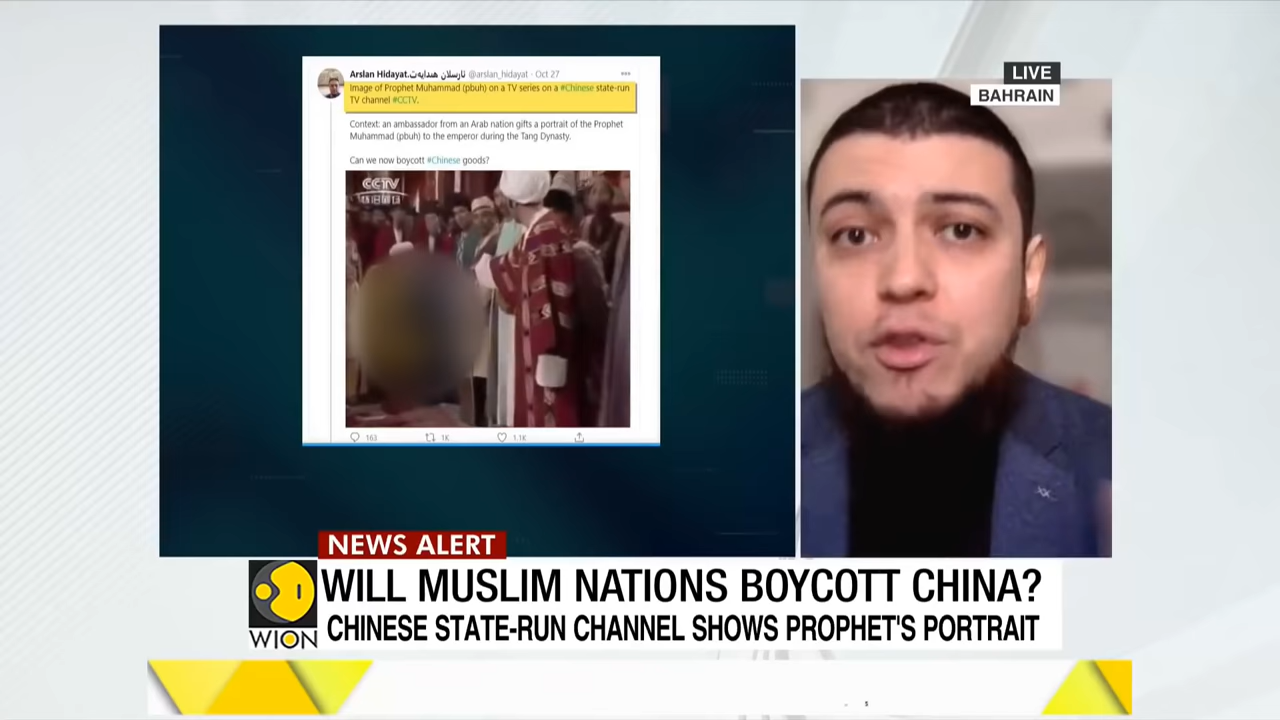 Arslan Hidayat.ئارسلان ھىدايەت @arslan_hidayat · Oct 27
Image of Prophet Muhammad (pbuh) on a TV series on a #Chinese state-run
TV channel #CCTV.
Context: an ambassador from an Arab nation gifts a portrait of the Prophet
Muhammad (pbuh) to the emperor during the Tang Dynasty.
Can we now boycott #Chinese goods?
CCTV
163 1K 1.1K
LIVE
BAHRAIN
NEWS ALERT
WILL MUSLIM NATIONS BOYCOTT CHINA?
CHINESE STATE-RUN CHANNEL SHOWS PROPHET'S PORTRAIT
WION